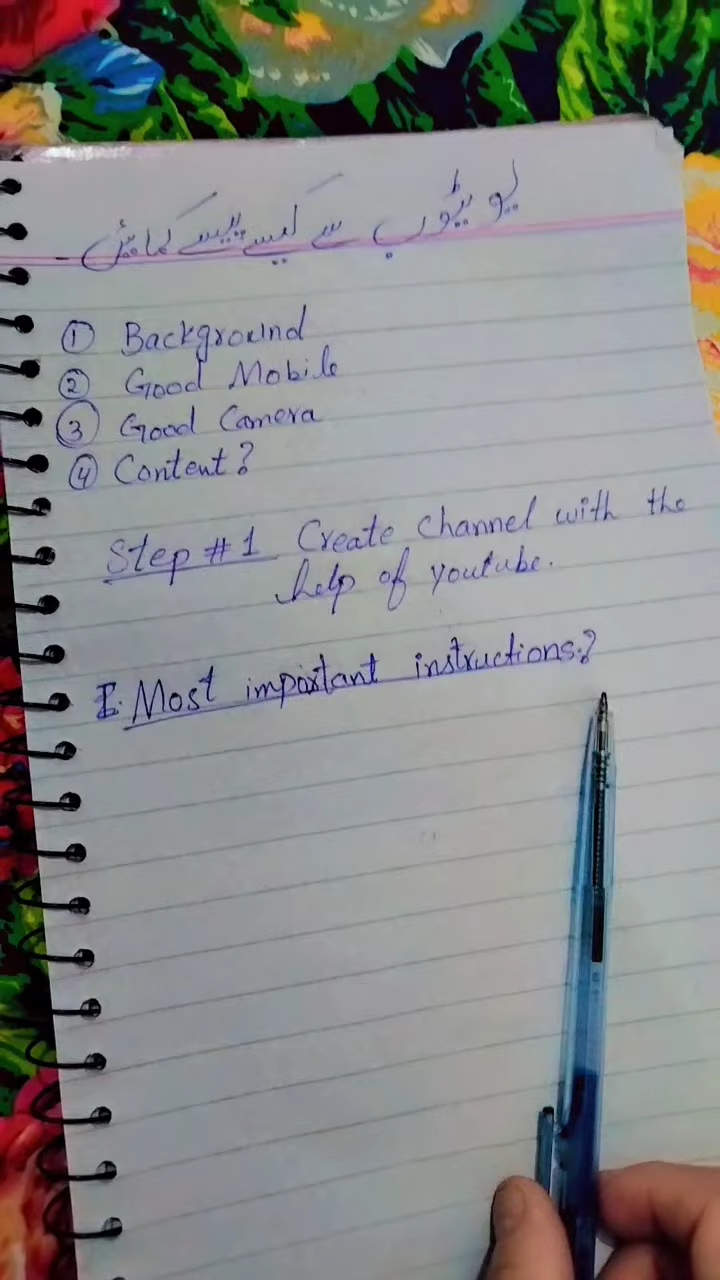 یوٹیوب سے کیسے پیسے کمائیں -
① Background
② Good Mobile
③ Good Camera
④ Content?
Step #1 Create channel with the
help of youtube.
I. Most important instructions:?